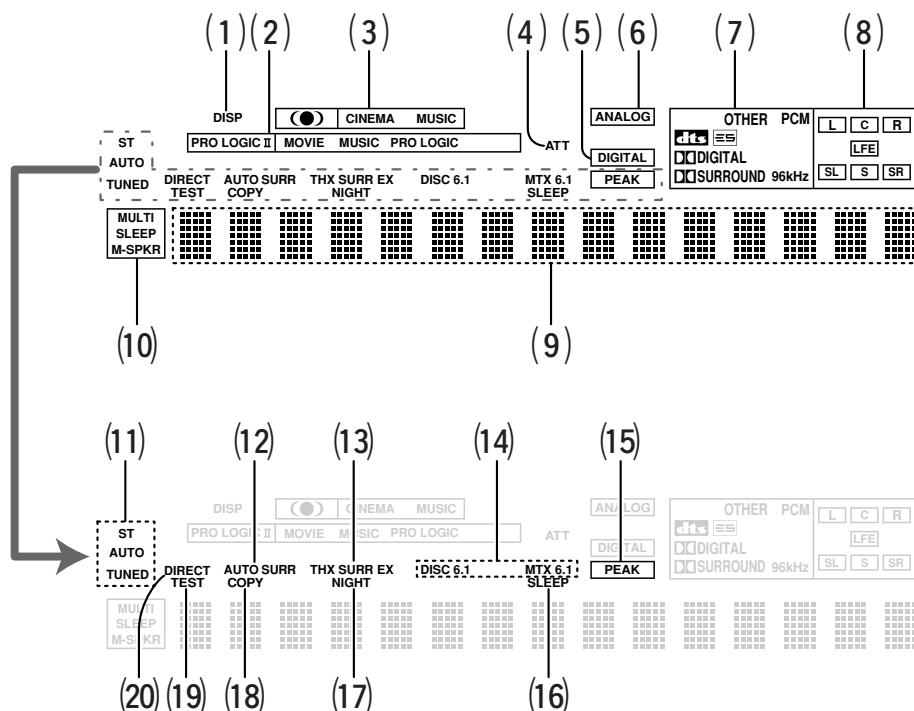 (1) (2) (3) (4) (5) (6) (7) (8)
DISP CINEMA MUSIC ANALOG OTHER PCM L C R
ST PRO LOGIC II MOVIE MUSIC PRO LOGIC ATT dts ES LFE
AUTO DIGITAL DIGITAL
TUNED DIRECT AUTO SURR THX SURR EX DISC 6.1 MTX 6.1 PEAK SURROUND 96kHz SL S SR
TEST COPY NIGHT SLEEP
MULTI
SLEEP
M-SPKR
(10) (9)
(11) (12) (13) (14) (15)
DISP CINEMA MUSIC ANALOG OTHER PCM L C R
ST PRO LOGIC II MOVIE MUSIC PRO LOGIC ATT dts ES LFE
AUTO DIGITAL DIGITAL
TUNED DIRECT AUTO SURR THX SURR EX DISC 6.1 MTX 6.1 PEAK SURROUND 96kHz SL S SR
TEST COPY NIGHT SLEEP
MULTI
SLEEP
M-SPKR
(20) (19) (18) (17) (16)